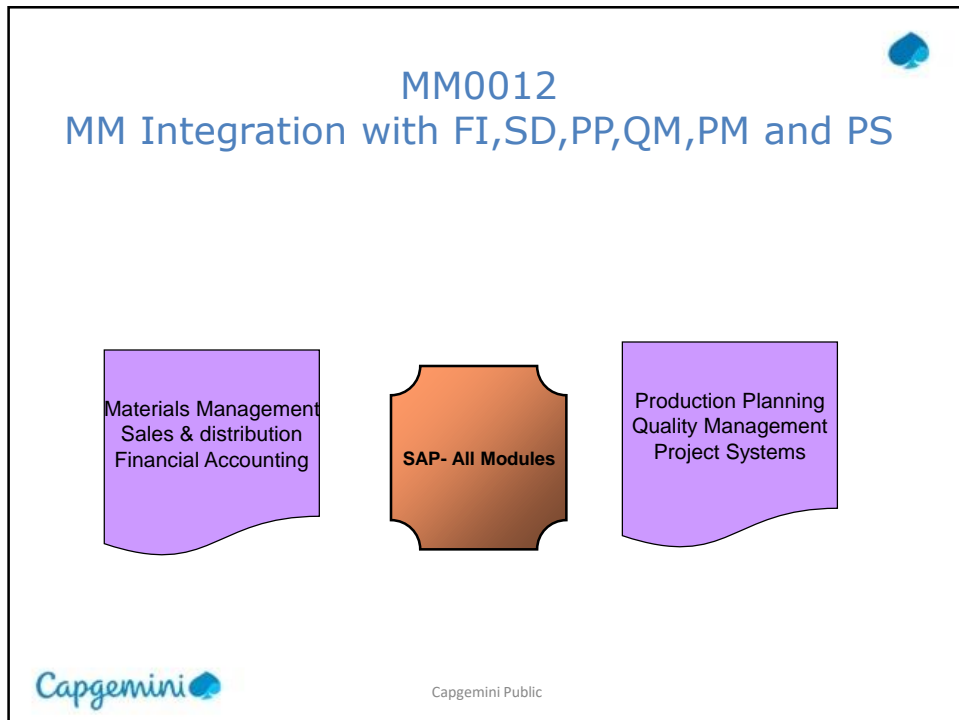 MM0012
MM Integration with FI,SD,PP,QM,PM and PS
Materials Management
Sales & distribution
Financial Accounting
SAP- All Modules
Production Planning
Quality Management
Project Systems
Capgemini
Capgemini Public